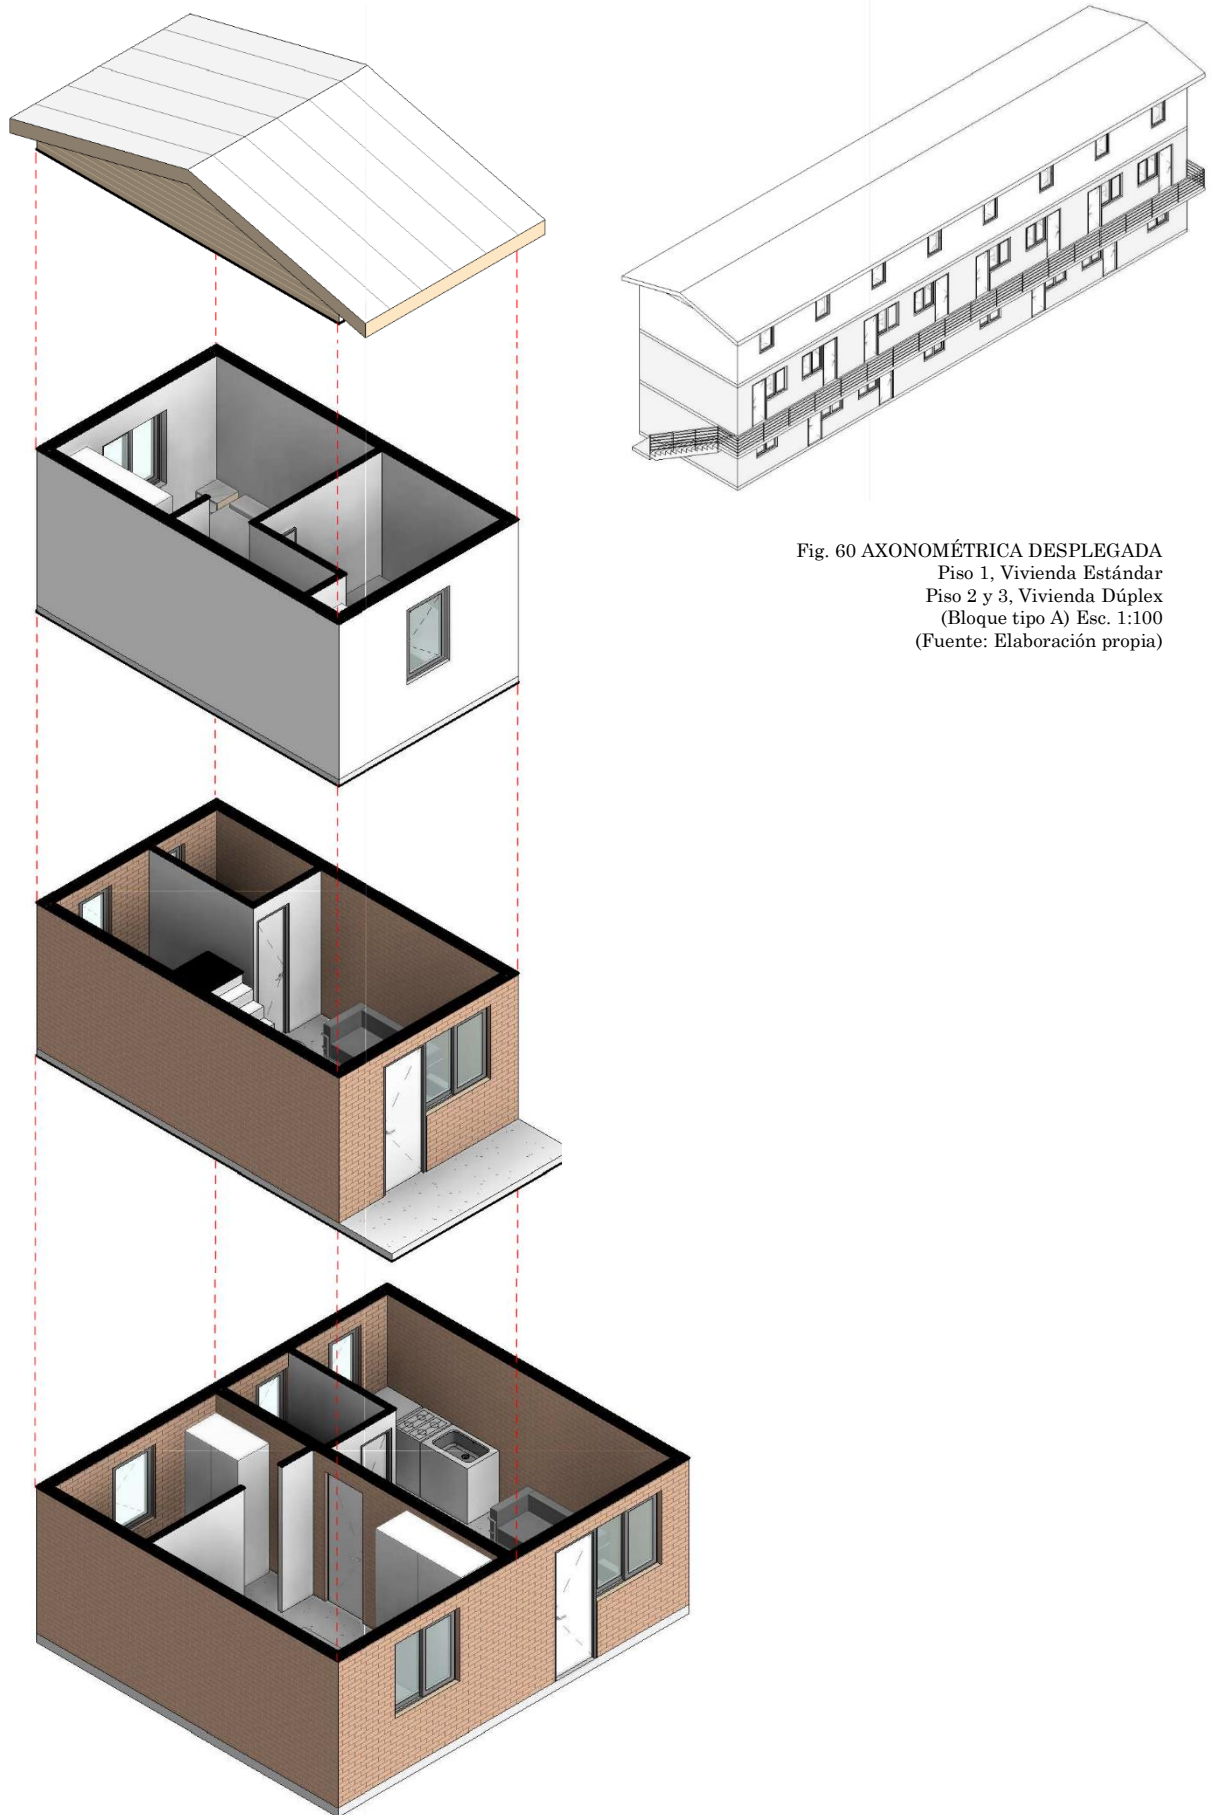 Fig. 60 AXONOMÉTRICA DESPLEGADA
Piso 1, Vivienda Estándar
Piso 2 y 3, Vivienda Dúplex
(Bloque tipo A) Esc. 1:100
(Fuente: Elaboración propia)